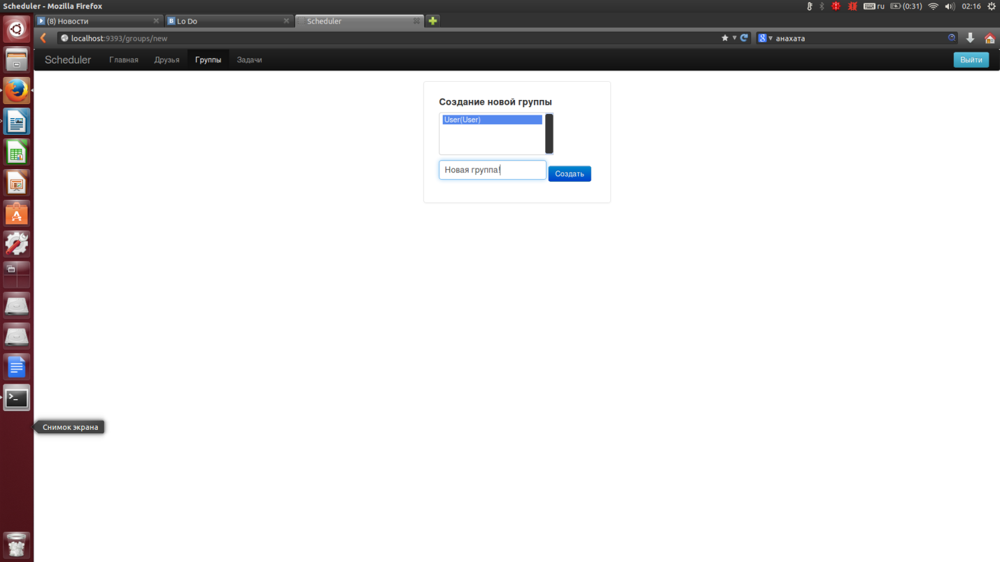 Scheduler - Mozilla Firefox
ru (0:31) 02:16
(8) Новости Lo Do Scheduler
localhost:9393/groups/new анахата
Scheduler Главная Друзья Группы Задачи Выйти
Создание новой группы
User(User)
Новая группа! Создать
Снимок экрана